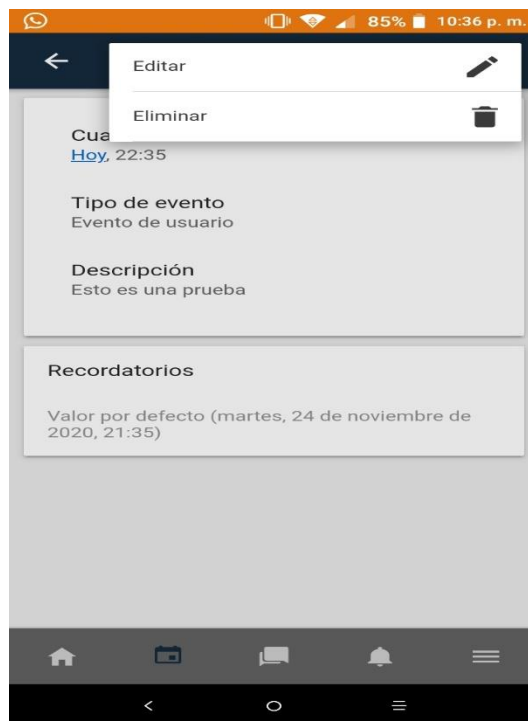 85% 10:36 p. m.
Editar
Eliminar
Cua
Hoy, 22:35
Tipo de evento
Evento de usuario
Descripción
Esto es una prueba
Recordatorios
Valor por defecto (martes, 24 de noviembre de
2020, 21:35)